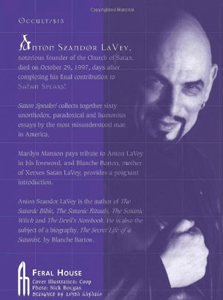 OCCULT/$13
ANTON SZANDOR LAVEY,
notorious founder of the Church of Satan
died on October 29, 1997, days after
completing his final contribution to
SATAN SPEAKS!
Satan Speaks! collects together sixty
unorthodox, paradoxical and humorous
essays by the most misunderstood man
in America.
Marilyn Manson pays tribute to Anton LaVey
in his foreword, and Blanche Barton, mother
of Xerxes Satan LaVey, provides a poignant
introduction.
Anton Szandor LaVey is the author of The
Satanic Bible, The Satanic Rituals, The Satanic
Witch and The Devil's Notebook. He is also the
subject of a biography, The Secret Life of a
Satanist, by Blanche Barton.
FERAL HOUSE
Cover Illustration: Coop
Photo: Nick Bougas
Designed by Linda Hayashi